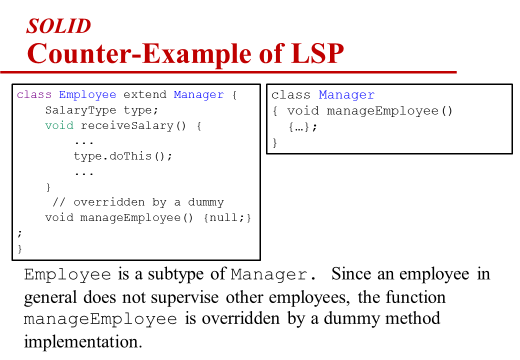 SOLID
Counter-Example of LSP
class Employee extend Manager {
SalaryType type;
void receiveSalary() {
...
type.doThis();
...
}
// overridden by a dummy
void manageEmployee() {null;}
;
}
class Manager
{ void manageEmployee()
{…};
}
Employee is a subtype of Manager. Since an employee in
general does not supervise other employees, the function
manageEmployee is overridden by a dummy method
implementation.